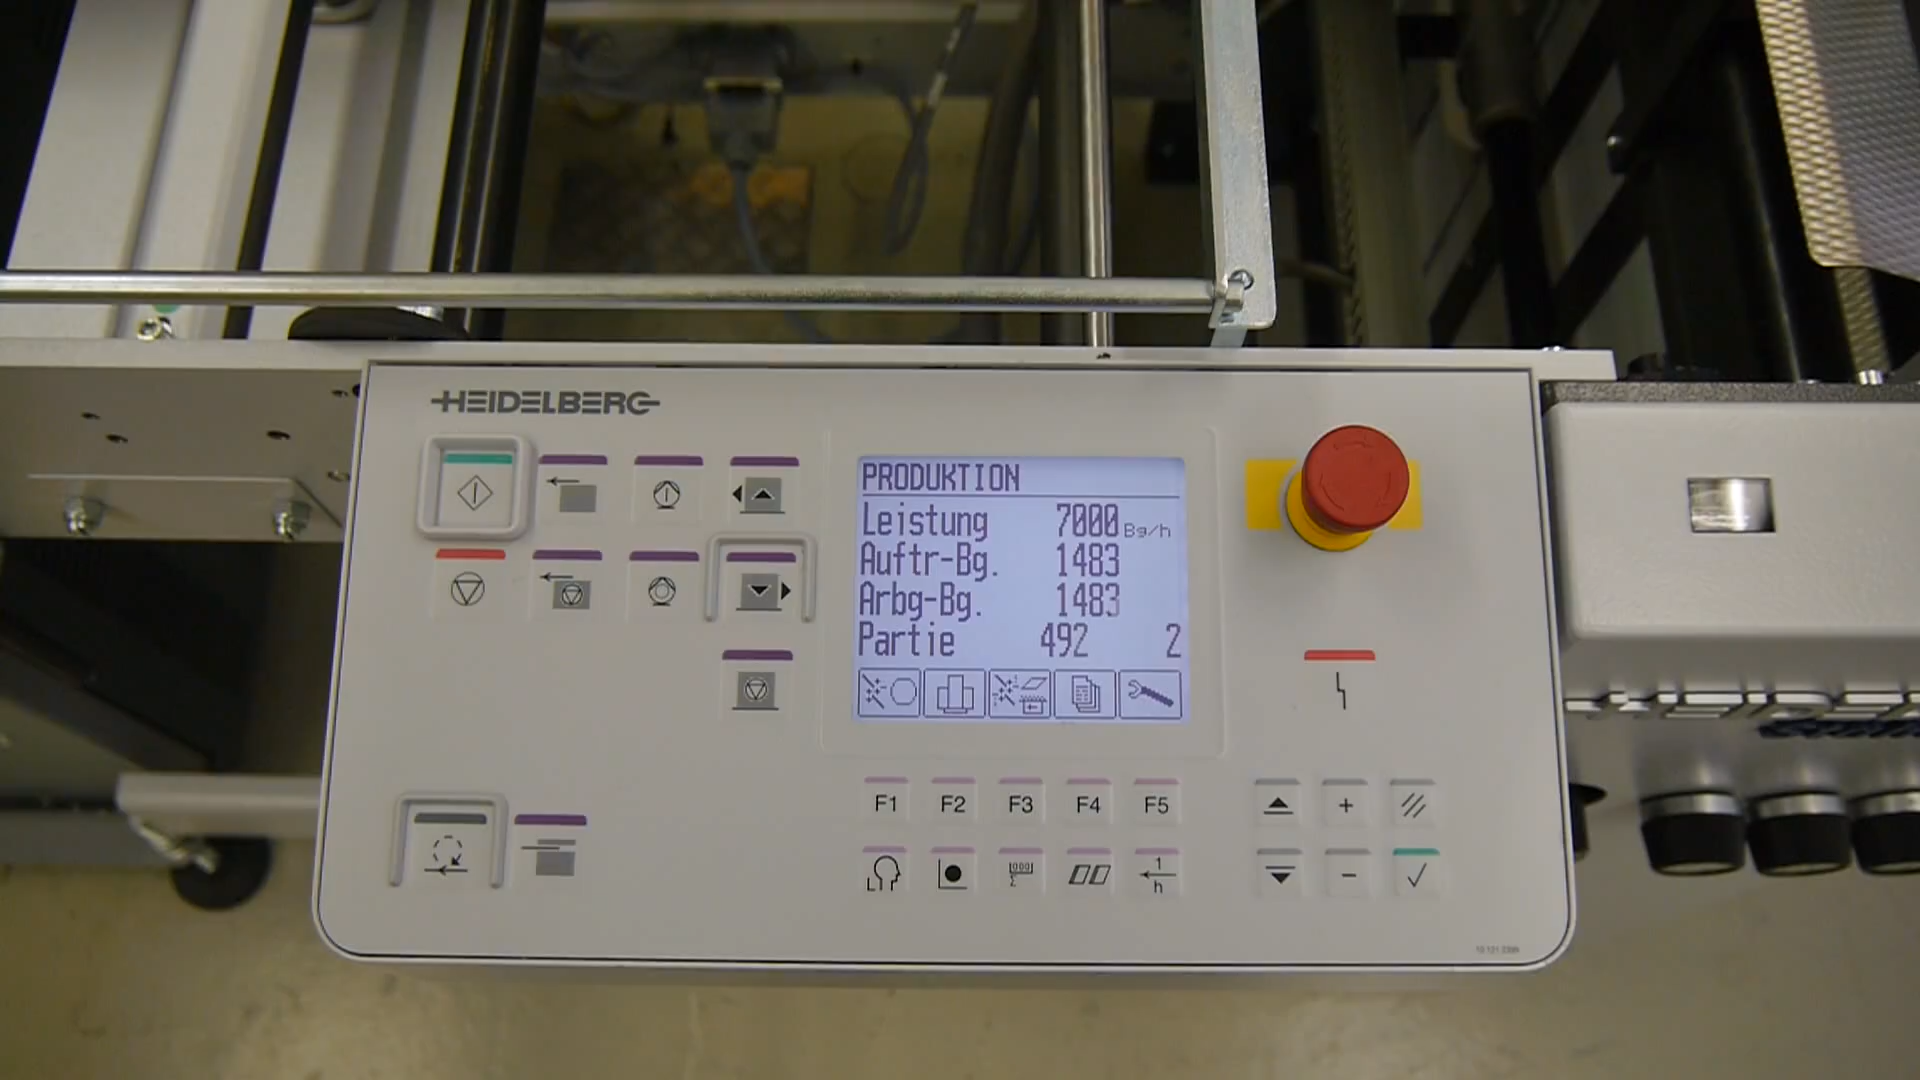 HEIDELBERG
PRODUKTION
Leistung 7000 Bg/h
Auftr-Bg. 1483
Arbg-Bg. 1483
Partie 492 2
F1 F2 F3 F4 F5
+
L 1/h
-